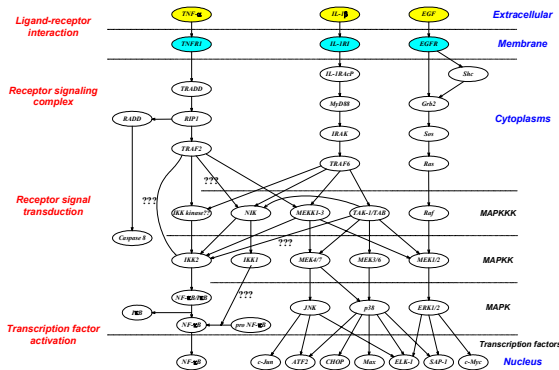 TNF-α
IL-1β
EGF
Extracellular
Ligand-receptor
interaction
TNFR1
IL-1RI
EGFR
Membrane
IL-1RAcP
Shc
Receptor signaling
complex
TRADD
MyD88
Grb2
RADD
RIP1
Cytoplasms
IRAK
Sos
TRAF2
TRAF6
Ras
???
???
Receptor signal
transduction
IKK kinase??
NIK
MEKK1-3
TAK-1/TAB
Raf
MAPKKK
Caspase 8
???
IKK2
IKK1
MEK4/7
MEK3/6
MEK1/2
MAPKK
NF-κB/IκB
???
IκB
JNK
p38
ERK1/2
MAPK
Transcription factor
activation
NF-κB
pro NF-κB
Transcription factors
NF-κB
c-Jun
ATF2
CHOP
Max
ELK-1
SAP-1
c-Myc
Nucleus